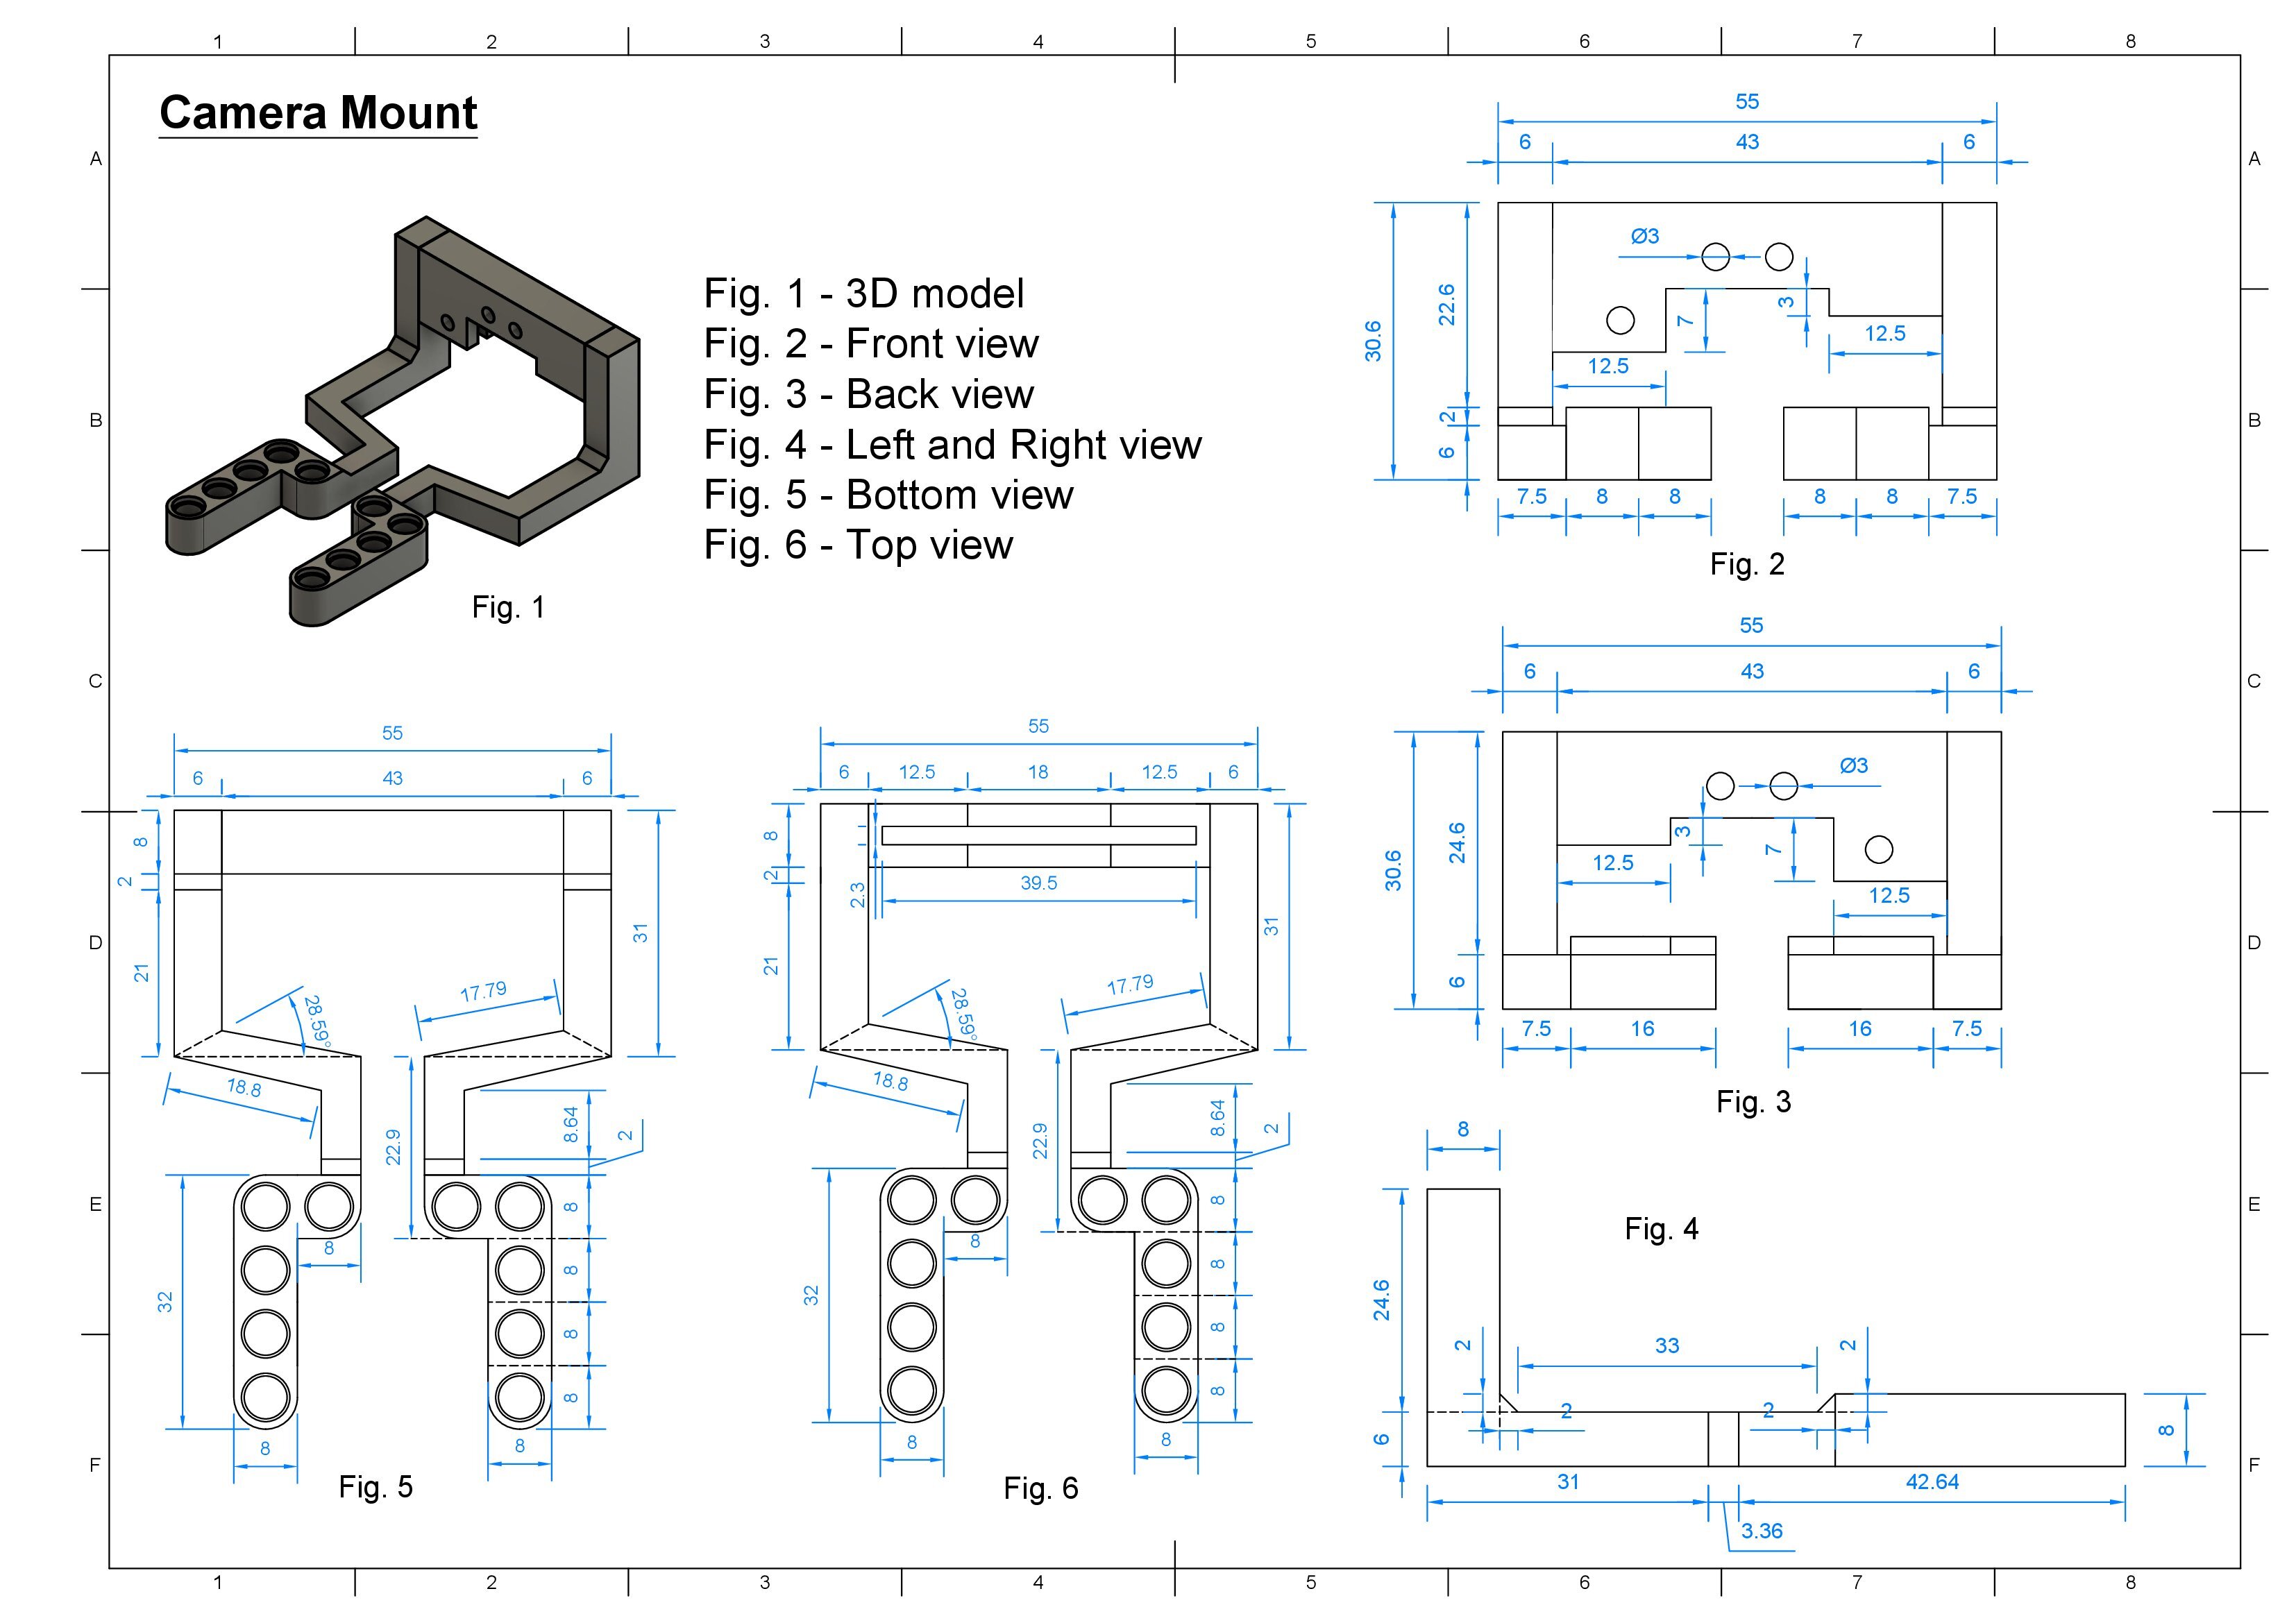 1 2 3 4 5 6 7 8
Camera Mount
A A
B B
C C
D D
E E
F F
Fig. 1 - 3D model
Fig. 2 - Front view
Fig. 3 - Back view
Fig. 4 - Left and Right view
Fig. 5 - Bottom view
Fig. 6 - Top view
Fig. 1
55
6 43 6
Ø3
22.6
30.6
7
3
12.5
12.5
2
6
7.5 8 8 8 8 7.5
Fig. 2
55
6 43 6
Ø3
24.6
30.6
3
7
12.5
12.5
6
7.5 16 16 7.5
Fig. 3
8
Fig. 4
24.6
2
33
2
2
2
6
8
31
42.64
3.36
55
6 43 6
8
2
21
31
28.59°
17.79
18.8
22.9
8.64
2
32
8
8
8
8
8
8
8
Fig. 5
55
6 12.5 18 12.5 6
8
2
2.3
39.5
21
31
28.59°
17.79
18.8
22.9
8.64
2
32
8
8
8
8
8
8
8
Fig. 6
1 2 3 4 5 6 7 8